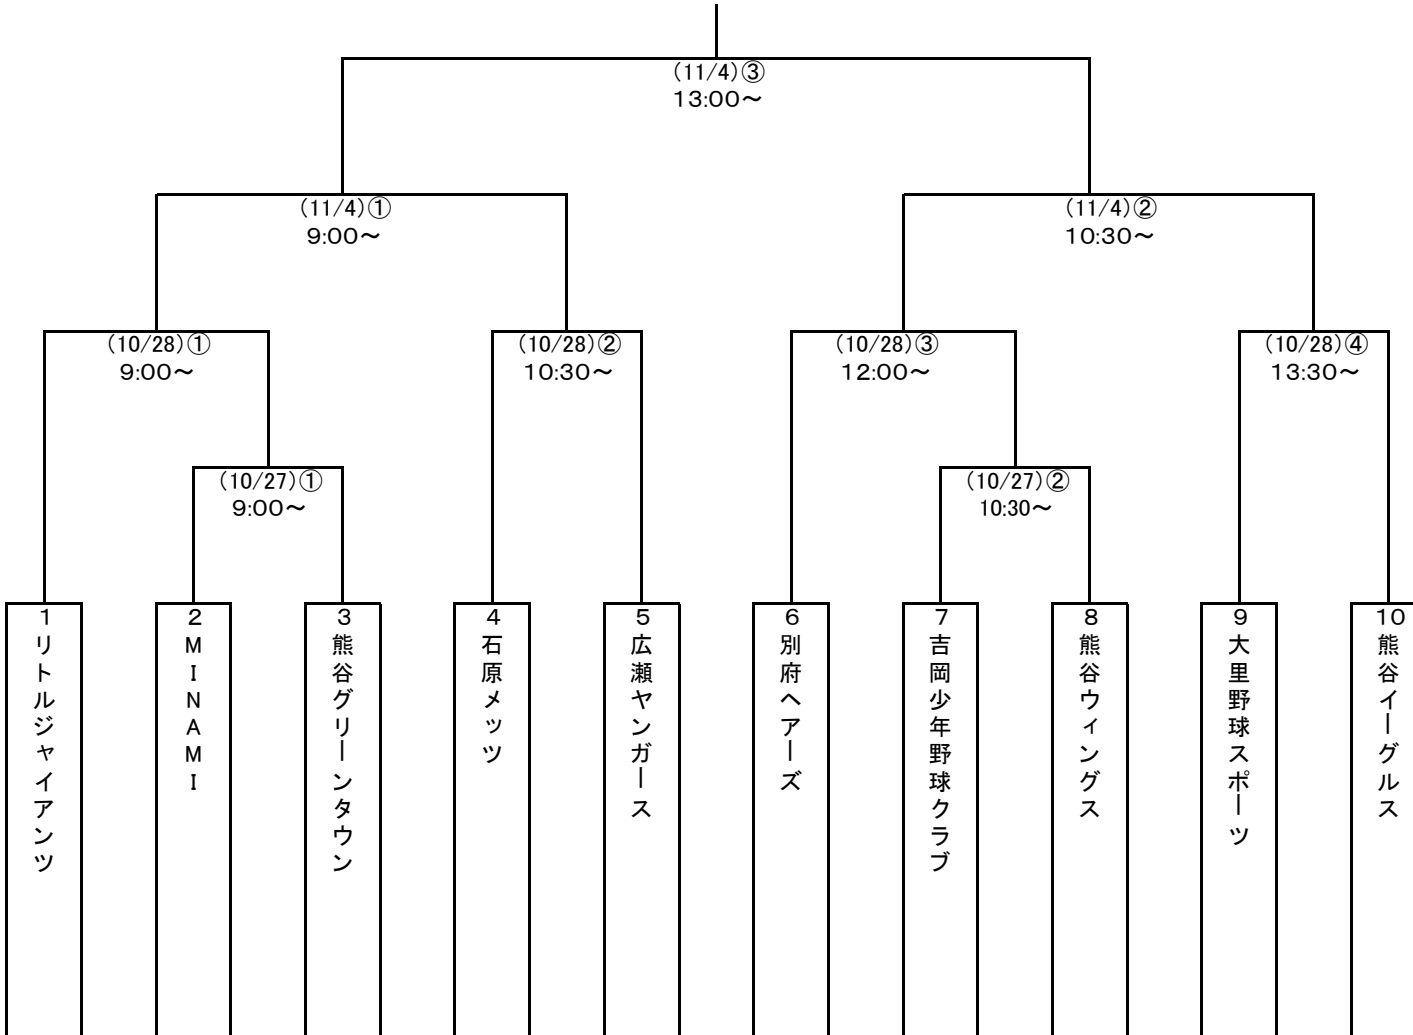 (11/4)③
13:00～
(11/4)①
9:00～
(11/4)②
10:30～
(10/28)①
9:00～
(10/28)②
10:30～
(10/28)③
12:00～
(10/28)④
13:30～
(10/27)①
9:00～
(10/27)②
10:30～
1
リトルジャイアンツ
2
MINAMI
3
熊谷グリーンタウン
4
石原メッツ
5
広瀬ヤンガース
6
別府ヘアーズ
7
吉岡少年野球クラブ
8
熊谷ウィングス
9
大里野球スポーツ
10
熊谷イーグルス